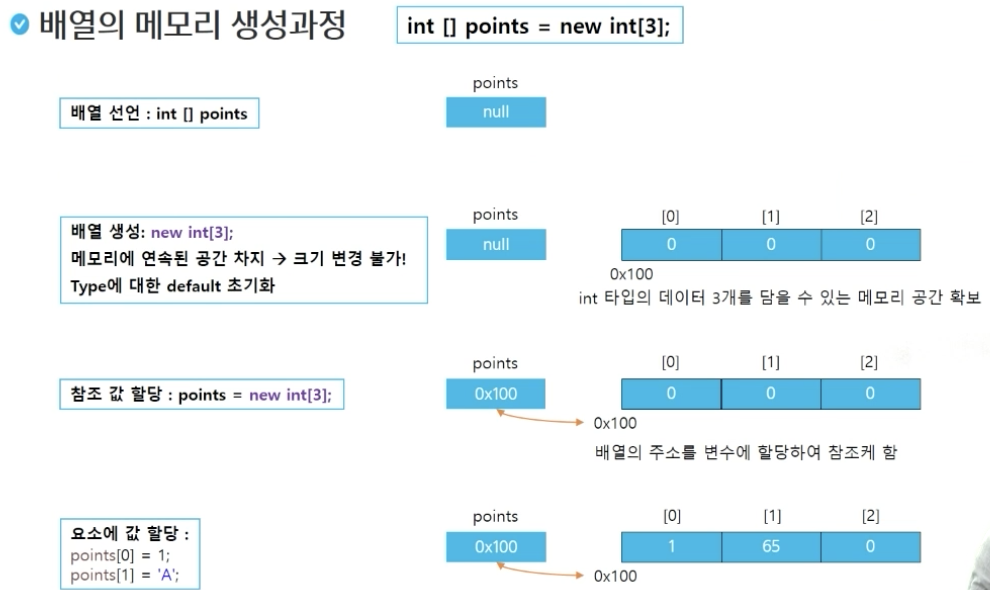 배열의 메모리 생성과정
int [] points = new int[3];
points
배열 선언 : int [] points
null
points
[0] [1] [2]
배열 생성: new int[3];
메모리에 연속된 공간 차지 → 크기 변경 불가!
Type에 대한 default 초기화
null
0 0 0
0x100
int 타입의 데이터 3개를 담을 수 있는 메모리 공간 확보
points
[0] [1] [2]
참조 값 할당 : points = new int[3];
0x100
0 0 0
0x100
배열의 주소를 변수에 할당하여 참조케 함
points
[0] [1] [2]
요소에 값 할당 :
points[0] = 1;
points[1] = 'A';
0x100
1 65 0
0x100